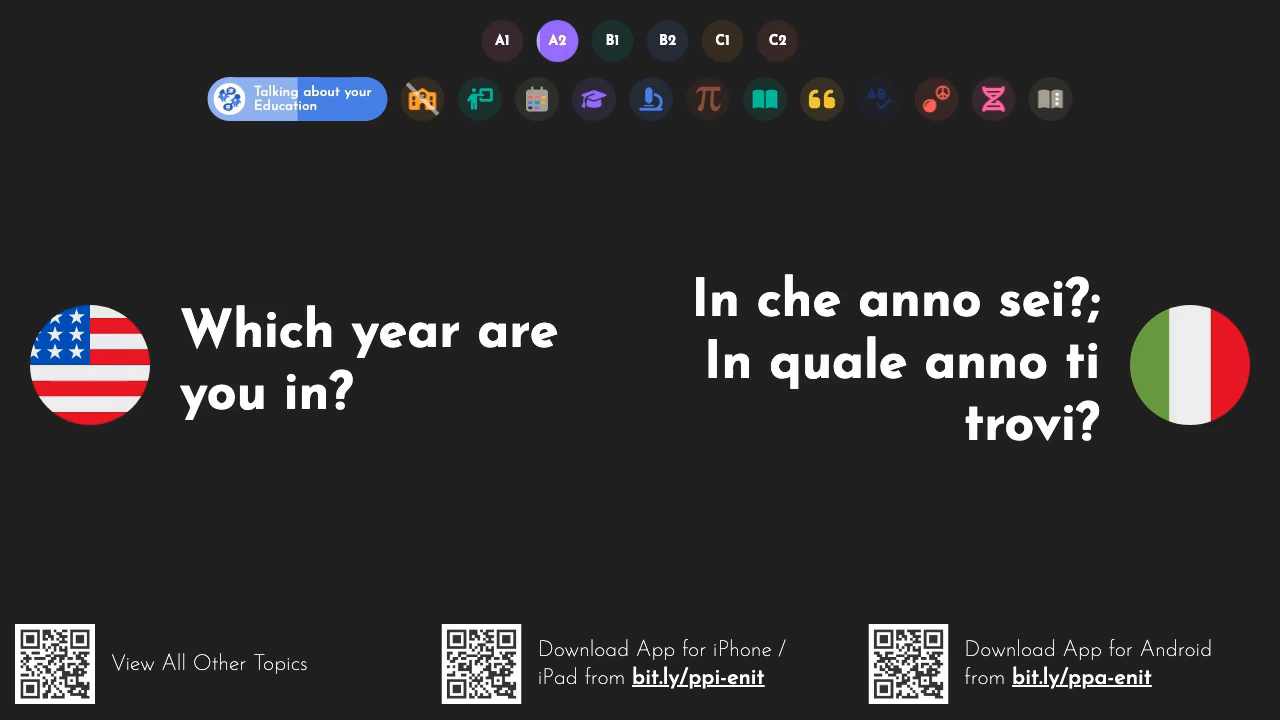 A1 A2 B1 B2 C1 C2
Talking about your
Education
Which year are
you in?
In che anno sei?;
In quale anno ti
trovi?
View All Other Topics
Download App for iPhone /
iPad from bit.ly/ppi-enit
Download App for Android
from bit.ly/ppa-enit